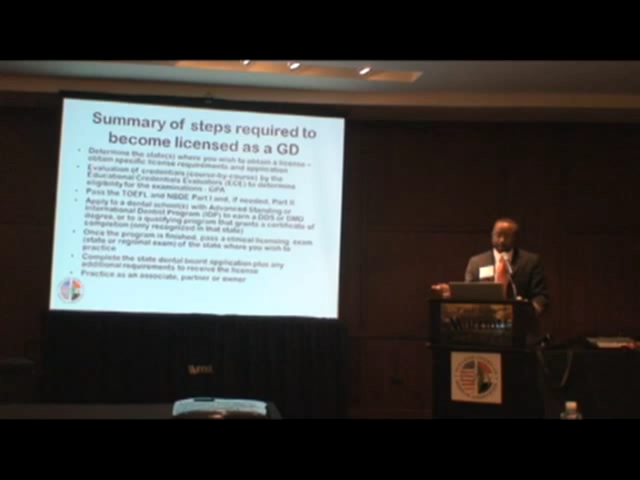 Summary of steps required to
become licensed as a GD
• Determine the state(s) where you wish to obtain a license –
obtain specific license requirements and application
• Evaluation of credentials (course-by-course) by the
Educational Credentials Evaluators (ECE) to determine
eligibility for the examinations - GPA
• Pass the TOEFL and NBDE Part I and, if needed, Part II
• Apply to a dental school(s) with Advanced Standing or
International Dentist Program (IDP) to earn a DDS or DMD
degree, or to a qualifying program that grants a certificate of
completion (only recognized in that state)
• Once the program is finished, pass a clinical licensing exam
(state or regional exam) of the state where you wish to
practice
• Complete the state dental board application plus any
additional requirements to receive the license
• Practice as an associate, partner or owner